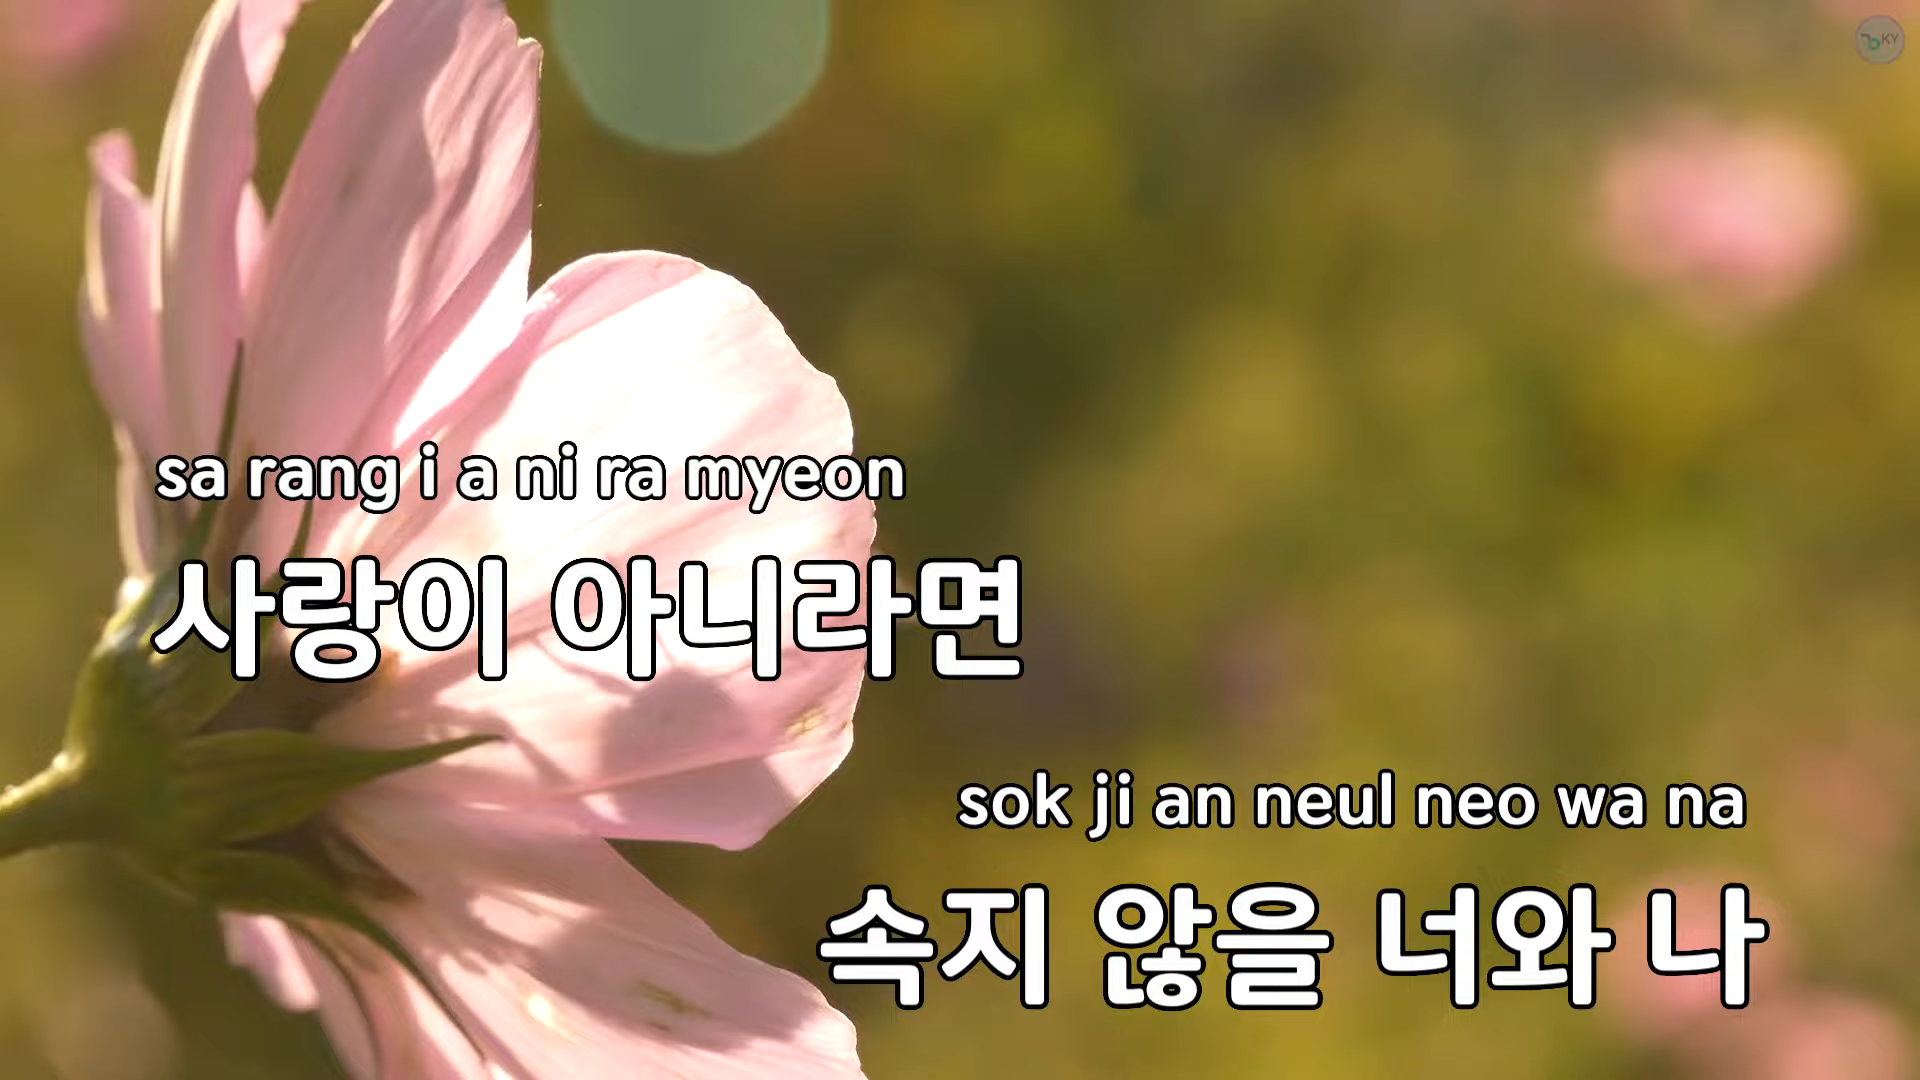 KY
sa rang i a ni ra myeon
사랑이 아니라면
sok ji an neul neo wa na
속지 않을 너와 나